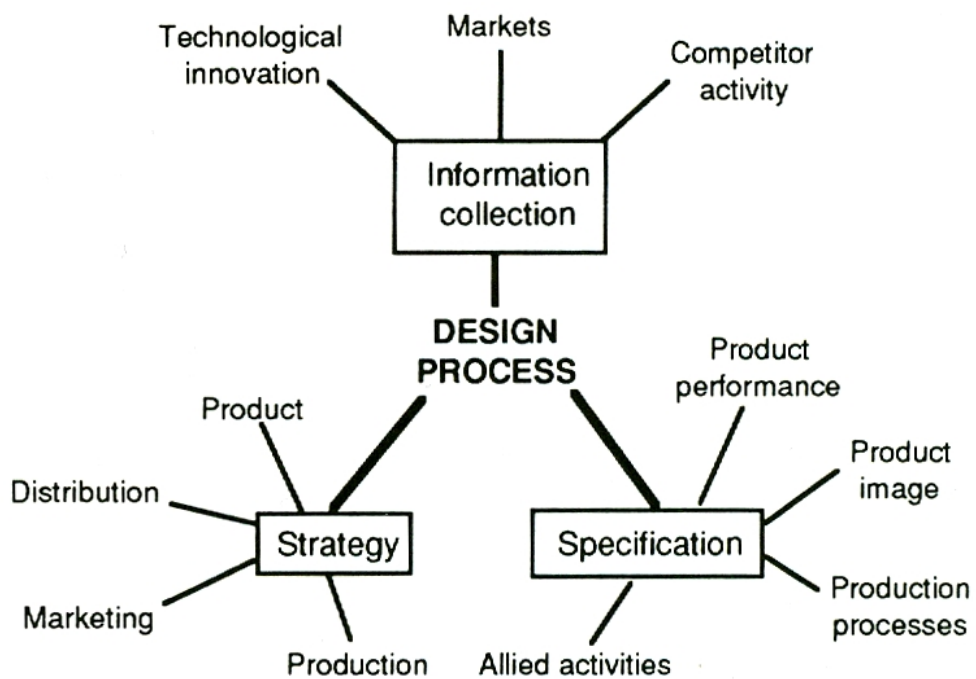 Technological
innovation
Markets
Competitor
activity
Information
collection
DESIGN
PROCESS
Product
performance
Product
Product
image
Distribution
Strategy
Specification
Marketing
Production
processes
Production
Allied activities